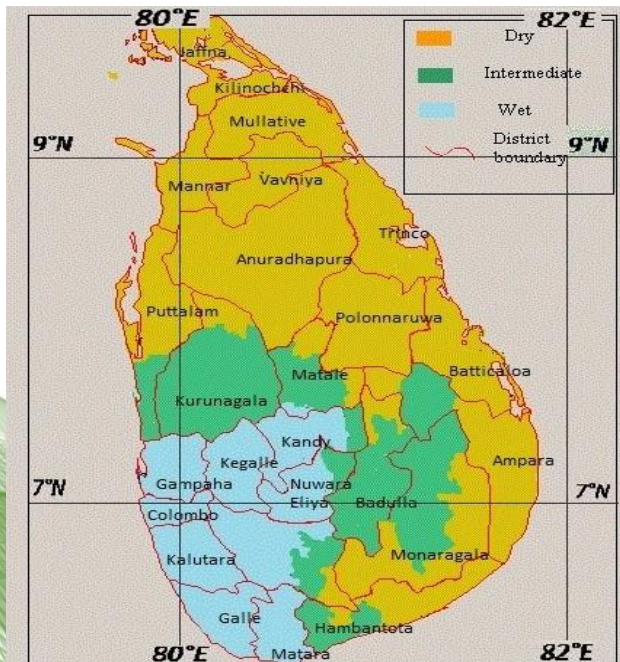 80°E
82°E
Dry
Intermediate
Wet
District
boundary
Jaffna
Kilinochchi
Mullative
9°N
9°N
Mannar
Vavniya
Trinco
Anuradhapura
Puttalam
Polonnaruwa
Matale
Batticaloa
Kurunagala
Kandy
Kegalle
Ampara
7°N
Gampaha
Nuwara
Eliya
Badulla
7°N
Colombo
Kalutara
Monaragala
Galle
Hambantota
80°E
Matara
82°E